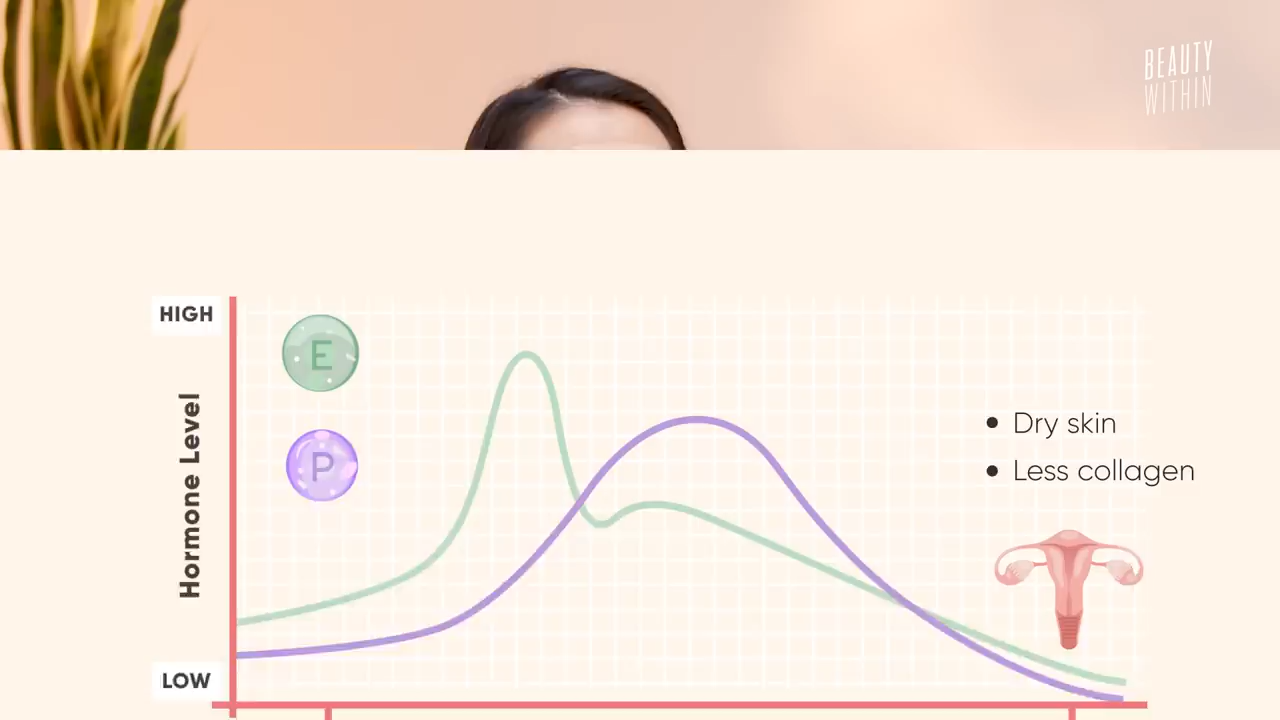 BEAUTY
WITHIN
HIGH
E
P
Hormone Level
• Dry skin
• Less collagen
LOW